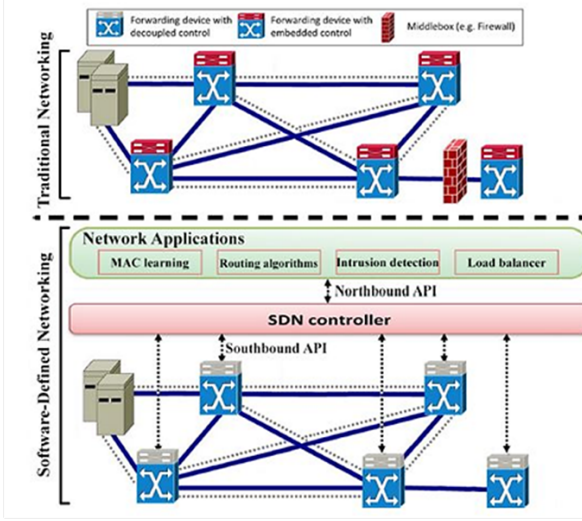 Forwarding device with
decoupled control
Forwarding device with
embedded control
Middlebox (e.g. Firewall)
Traditional Networking
Software-Defined Networking
Network Applications
MAC learning
Routing algorithms
Intrusion detection
Load balancer
Northbound API
SDN controller
Southbound API